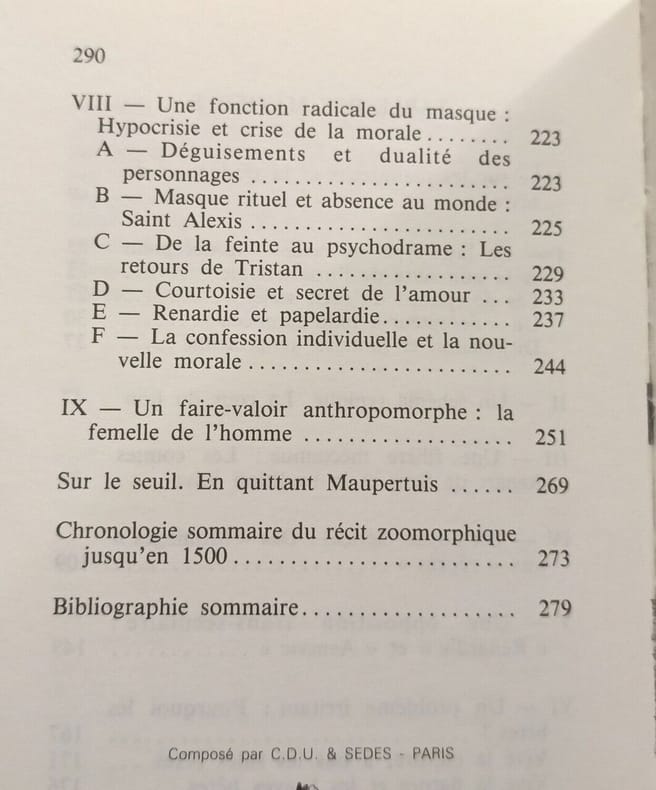 290
VIII — Une fonction radicale du masque :
Hypocrisie et crise de la morale ........ 223
A — Déguisements et dualité des
personnages ........................ 223
B — Masque rituel et absence au monde :
Saint Alexis .......................... 225
C — De la feinte au psychodrame : Les
retours de Tristan .................. 229
D — Courtoisie et secret de l'amour ... 233
E — Renardie et papelardie............ 237
F — La confession individuelle et la nou-
velle morale ........................ 244
IX — Un faire-valoir anthropomorphe : la
femelle de l'homme ................... 251
Sur le seuil. En quittant Maupertuis ...... 269
Chronologie sommaire du récit zoomorphique
jusqu'en 1500 ......................... 273
Bibliographie sommaire.................... 279
Composé par C.D.U. & SEDES - PARIS